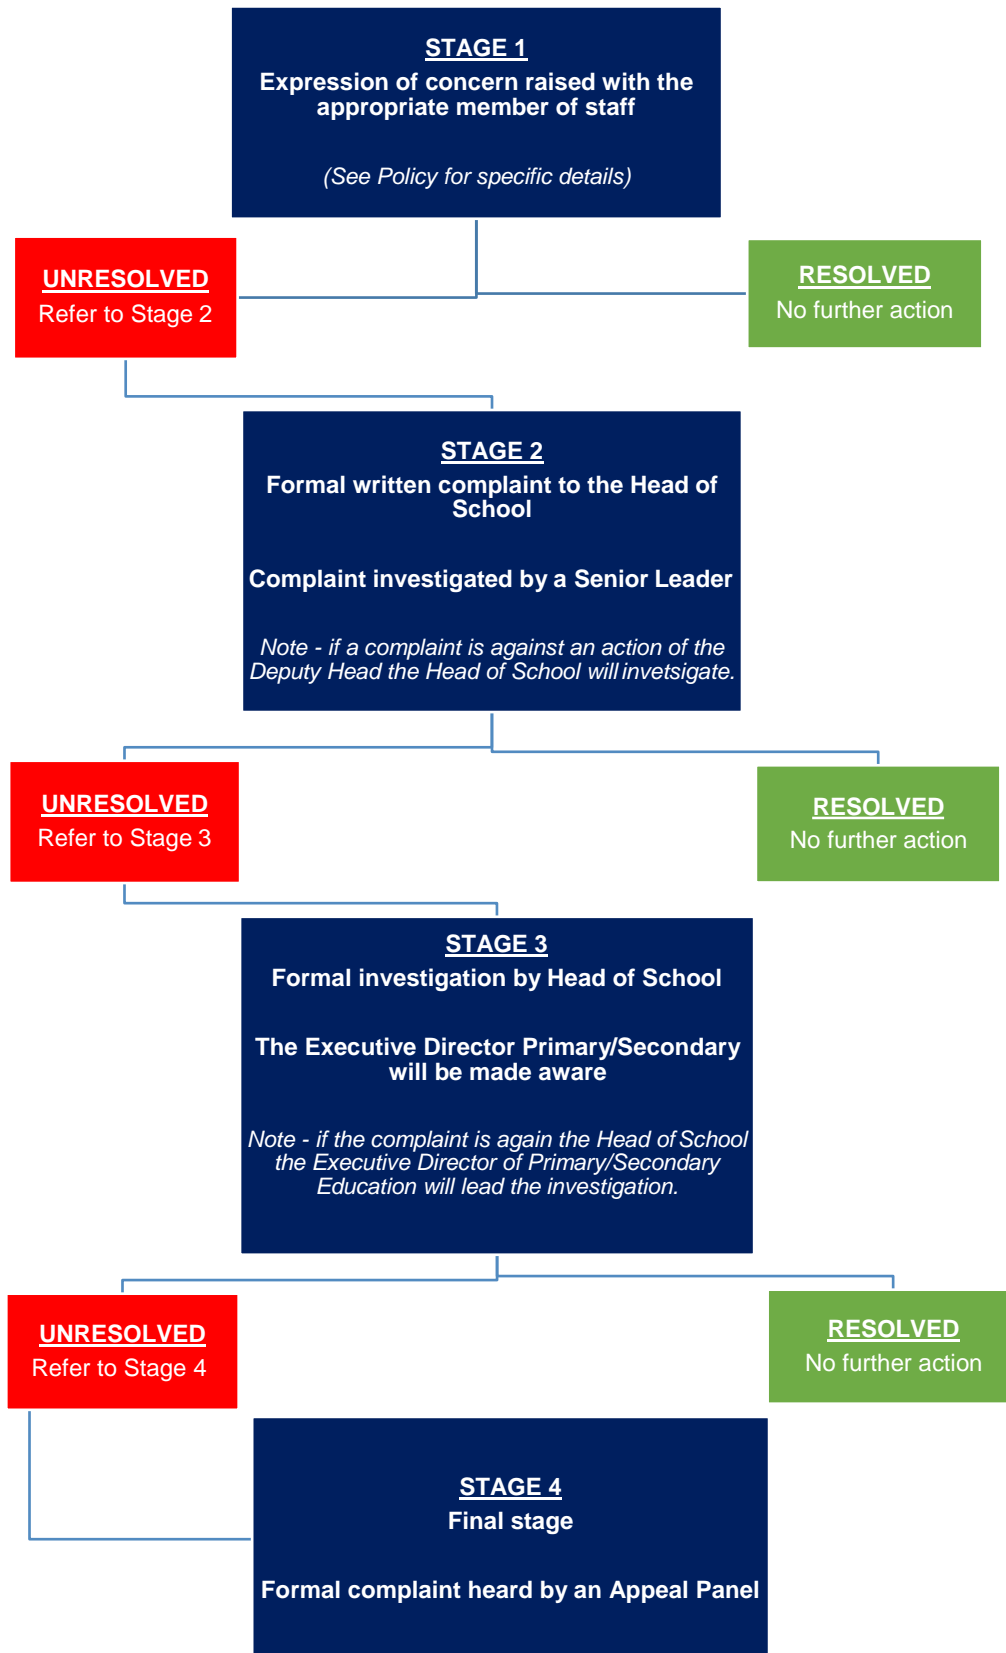 STAGE 1
Expression of concern raised with the
appropriate member of staff
(See Policy for specific details)
UNRESOLVED
Refer to Stage 2
RESOLVED
No further action
STAGE 2
Formal written complaint to the Head of
School
Complaint investigated by a Senior Leader
Note - if a complaint is against an action of the
Deputy Head the Head of School will invetsigate.
UNRESOLVED
Refer to Stage 3
RESOLVED
No further action
STAGE 3
Formal investigation by Head of School
The Executive Director Primary/Secondary
will be made aware
Note - if the complaint is again the Head of School
the Executive Director of Primary/Secondary
Education will lead the investigation.
UNRESOLVED
Refer to Stage 4
RESOLVED
No further action
STAGE 4
Final stage
Formal complaint heard by an Appeal Panel